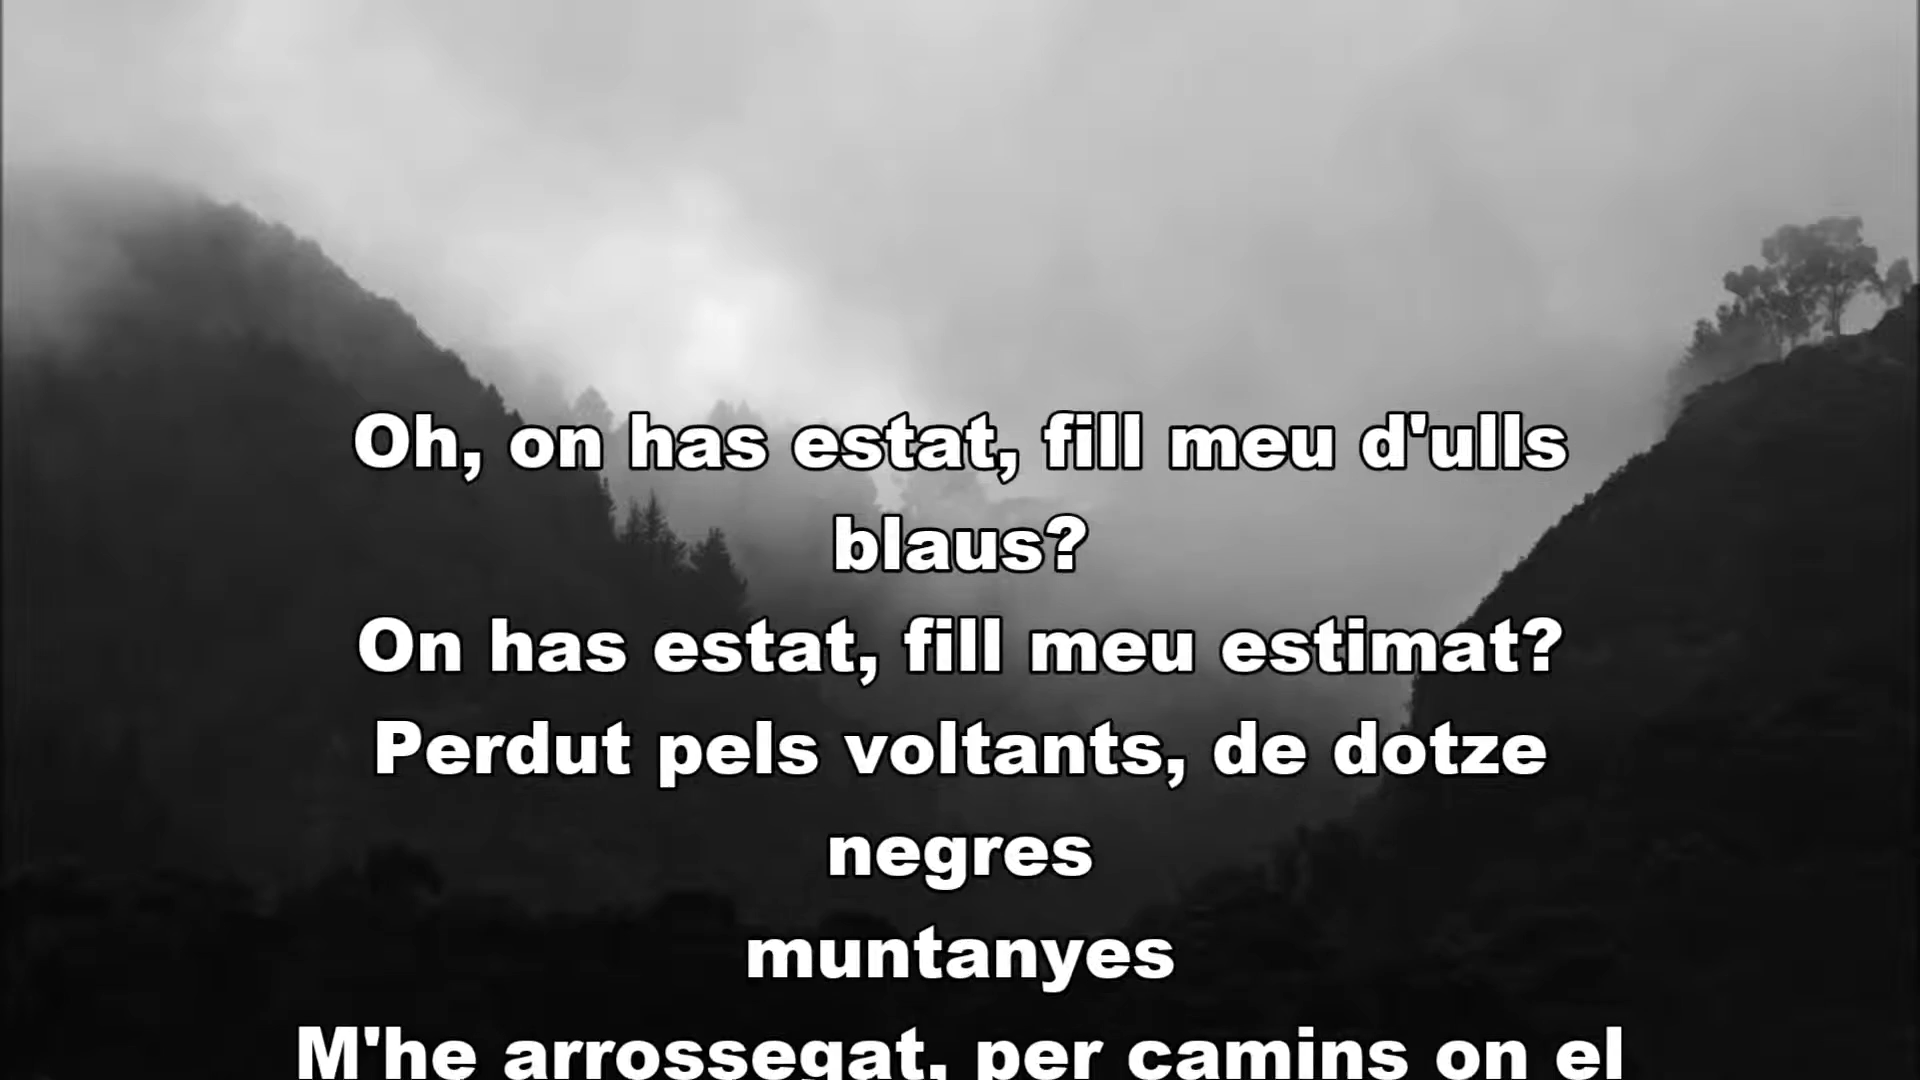 Oh, on has estat, fill meu d'ulls
blaus?
On has estat, fill meu estimat?
Perdut pels voltants, de dotze
negres
muntanyes
M'he arrossegat, per camins on el